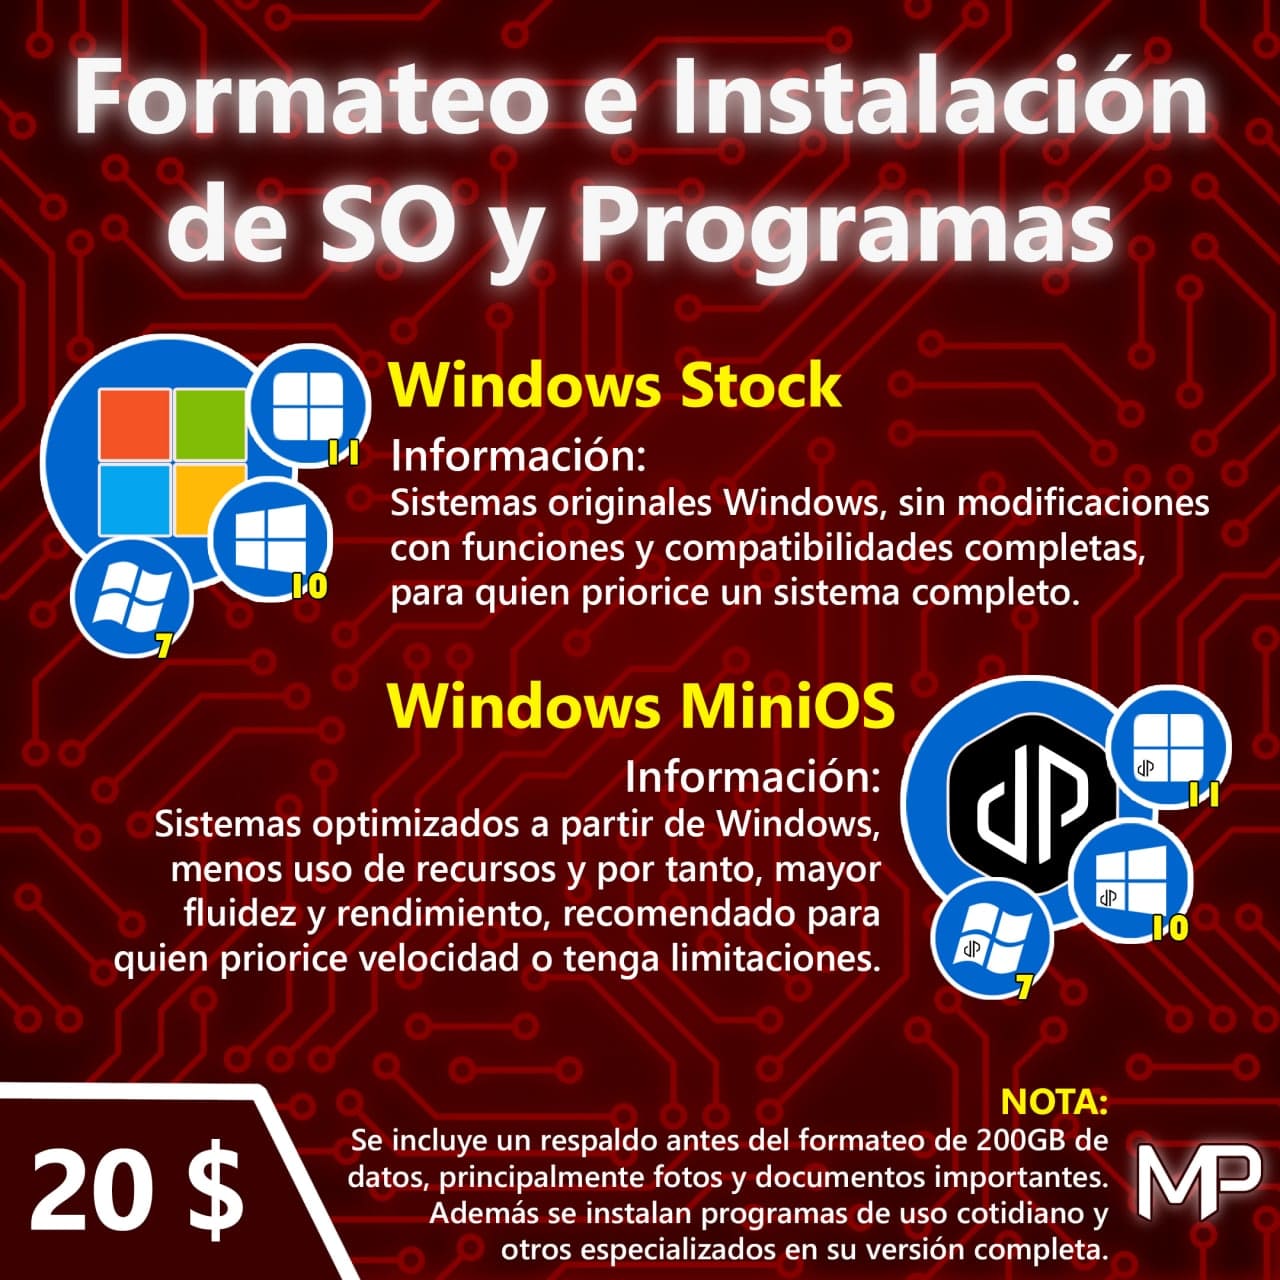 Formateo e Instalación
de SO y Programas
Windows Stock
11
10
7
Información:
Sistemas originales Windows, sin modificaciones
con funciones y compatibilidades completas,
para quien priorice un sistema completo.
Windows MiniOS
Información:
Sistemas optimizados a partir de Windows,
menos uso de recursos y por tanto, mayor
fluidez y rendimiento, recomendado para
quien priorice velocidad o tenga limitaciones.
dP
dP
11
dP
10
dP
7
20 $
NOTA:
Se incluye un respaldo antes del formateo de 200GB de
datos, principalmente fotos y documentos importantes.
Además se instalan programas de uso cotidiano y
otros especializados en su versión completa.
MP